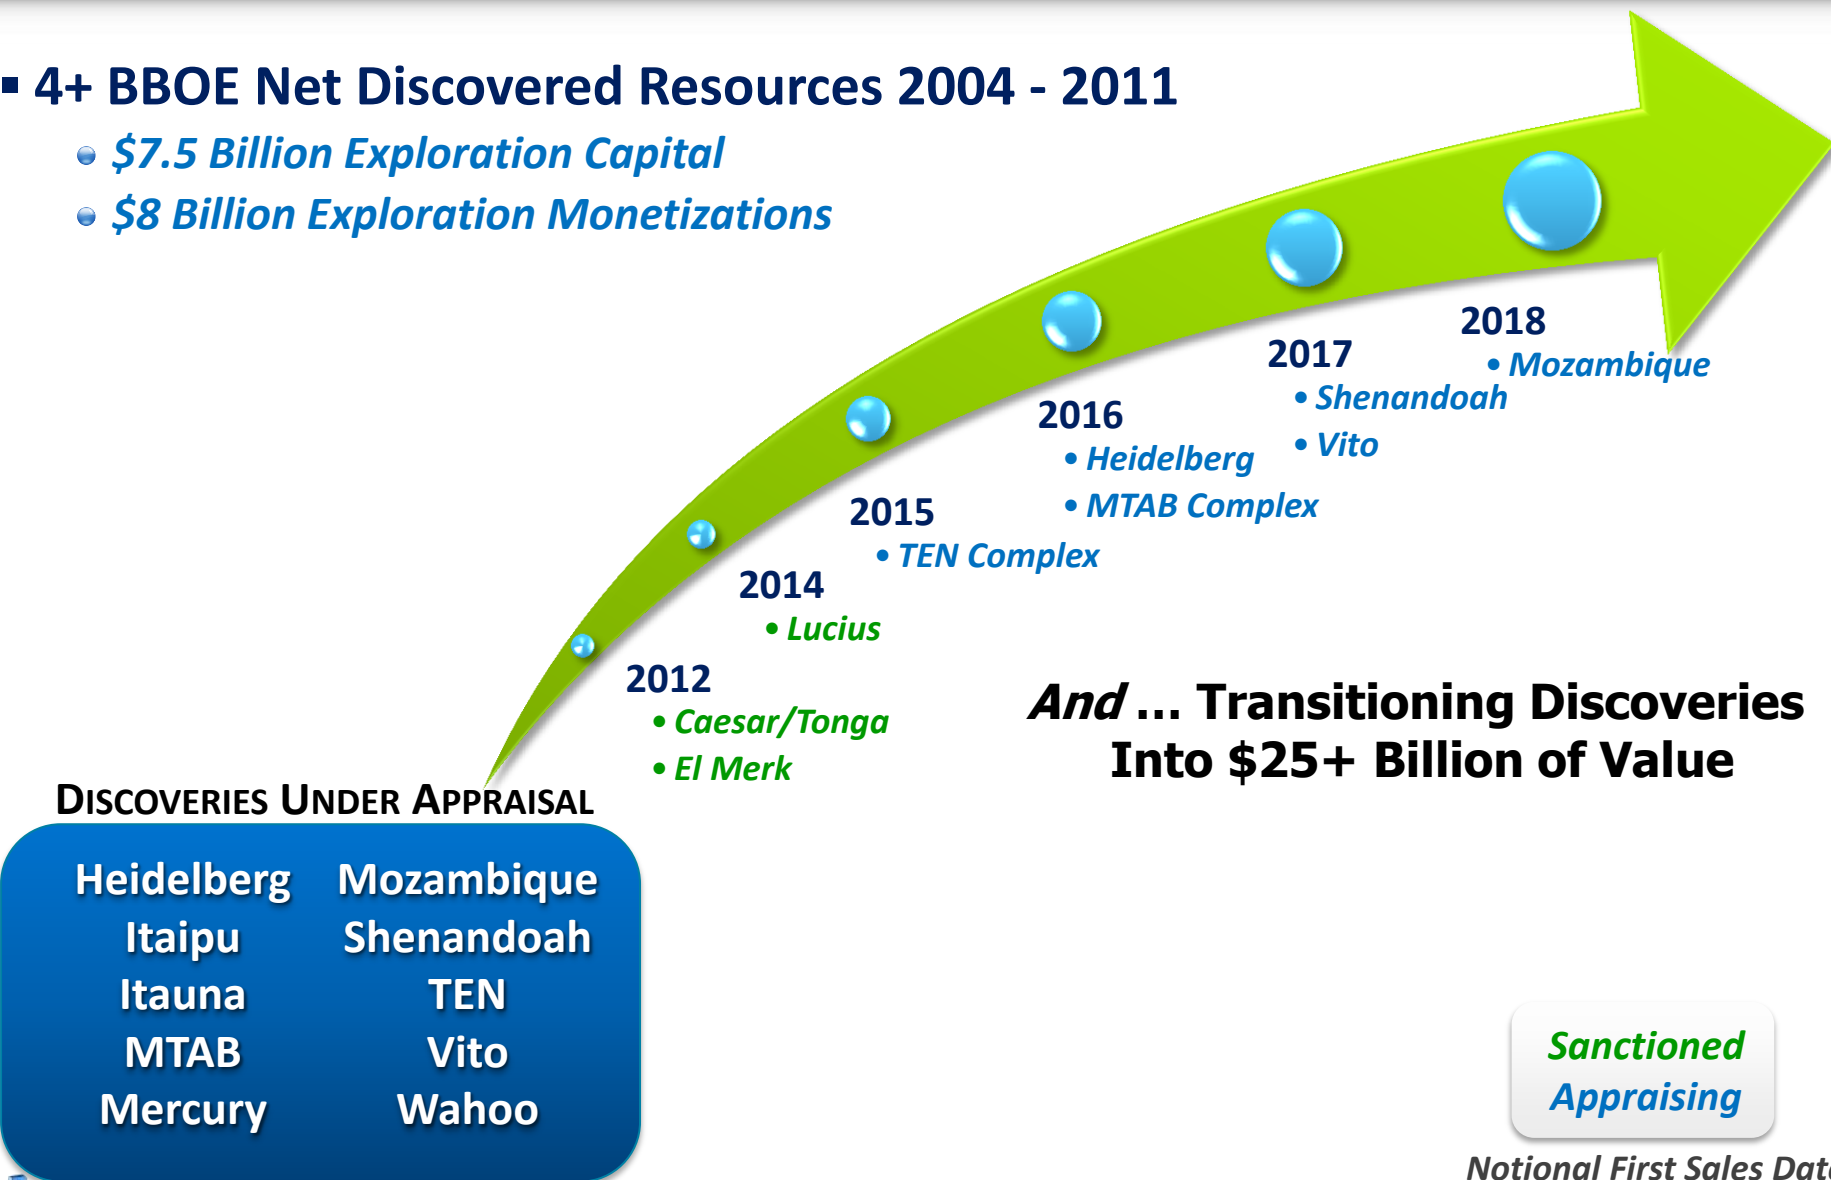 4+ BBOE Net Discovered Resources 2004 - 2011
$7.5 Billion Exploration Capital
$8 Billion Exploration Monetizations
2018
• Mozambique
2017
• Shenandoah
• Vito
2016
• Heidelberg
• MTAB Complex
2015
• TEN Complex
2014
• Lucius
2012
• Caesar/Tonga
• El Merk
And ... Transitioning Discoveries
Into $25+ Billion of Value
DISCOVERIES UNDER APPRAISAL
Heidelberg Mozambique
Itaipu Shenandoah
Itauna TEN
MTAB Vito
Mercury Wahoo
Sanctioned
Appraising
Notional First Sales